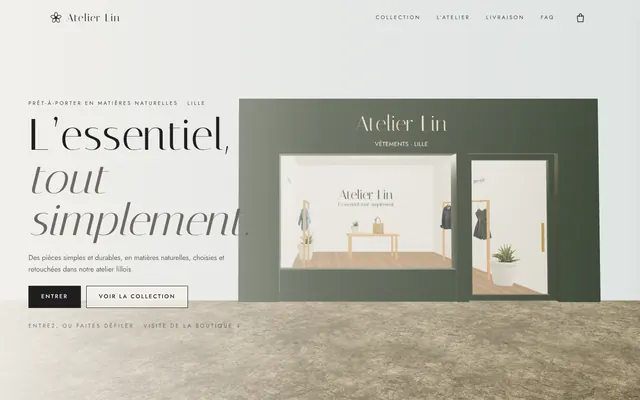 Atelier Lin
COLLECTION
L'ATELIER
LIVRAISON
FAQ
PRÊT-À-PORTER EN MATIÈRES NATURELLES LILLE
L'essentiel,
tout
simplement.
Des pièces simples et durables, en matières naturelles, choisies et
retouchées dans notre atelier lillois.
ENTRER
VOIR LA COLLECTION
ENTREZ, OU FAITES DÉFILER VISITE DE LA BOUTIQUE
Atelier Lin
VÊTEMENTS · LILLE
Atelier Lin
L'essentiel, tout simplement.